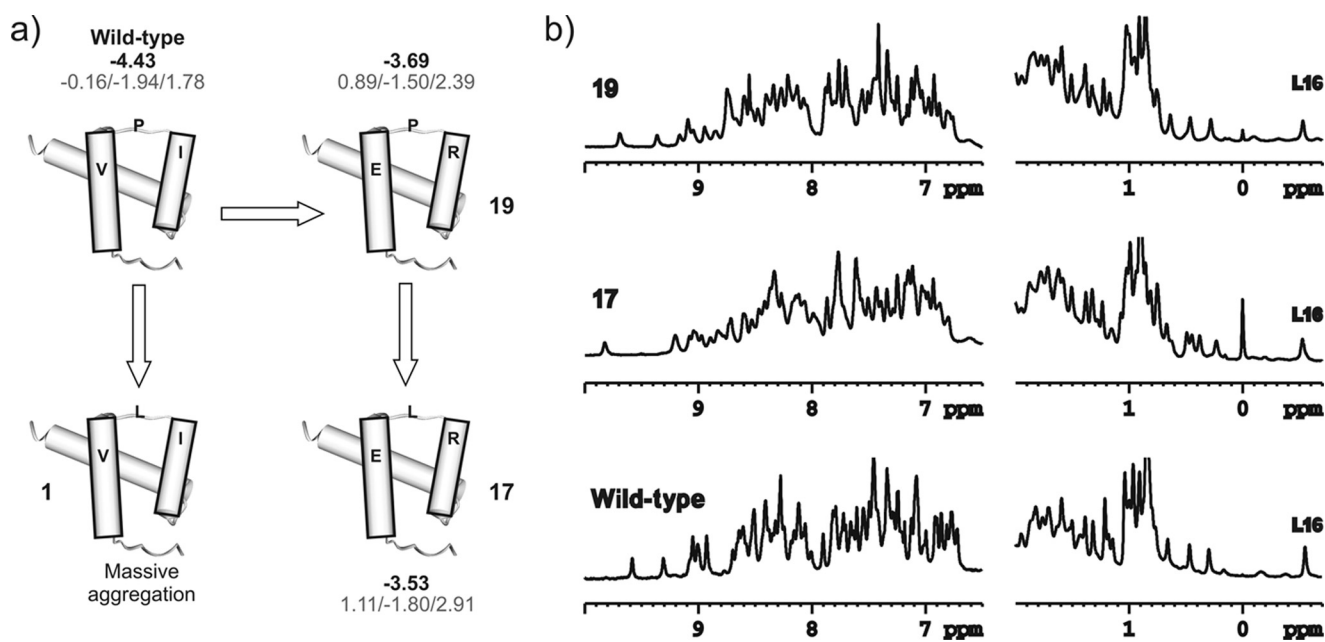 a)
Wild-type
-4.43
-0.16/-1.94/1.78
P
V
I
-3.69
0.89/-1.50/2.39
P
E
R
19
L
V
I
1
Massive
aggregation
L
E
R
17
-3.53
1.11/-1.80/2.91
b)
19
L16
9 8 7 ppm
1 0 ppm
17
L16
9 8 7 ppm
1 0 ppm
Wild-type
L16
9 8 7 ppm
1 0 ppm